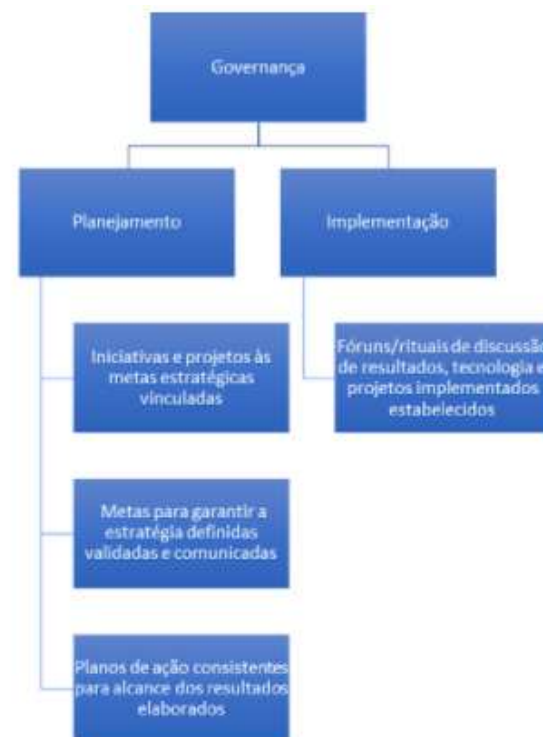 Governança
Planejamento
Implementação
Iniciativas e projetos às
metas estratégicas
vinculadas
Fóruns/rituais de discussão
de resultados, tecnologia e
projetos implementados
estabelecidos
Metas para garantir a
estratégia definidas
validadas e comunicadas
Planos de ação consistentes
para alcance dos resultados
elaborados